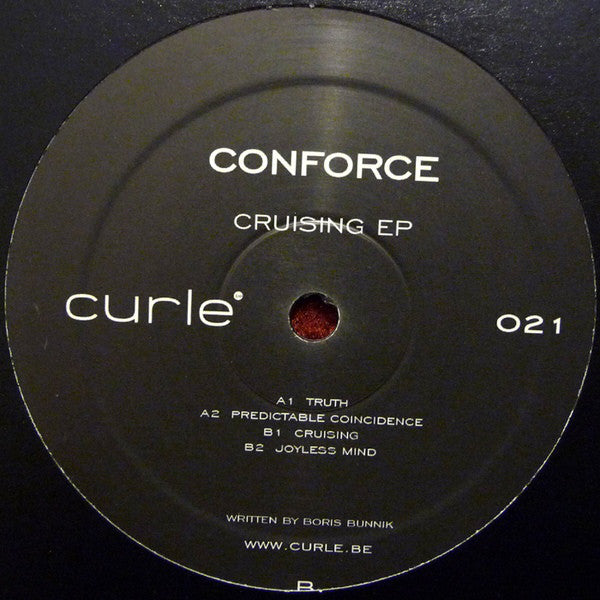 CONFORCE
CRUISING EP
curle
021
A1 TRUTH
A2 PREDICTABLE COINCIDENCE
B1 CRUISING
B2 JOYLESS MIND
WRITTEN BY BORIS BUNNIK
WWW.CURLE.BE
B.